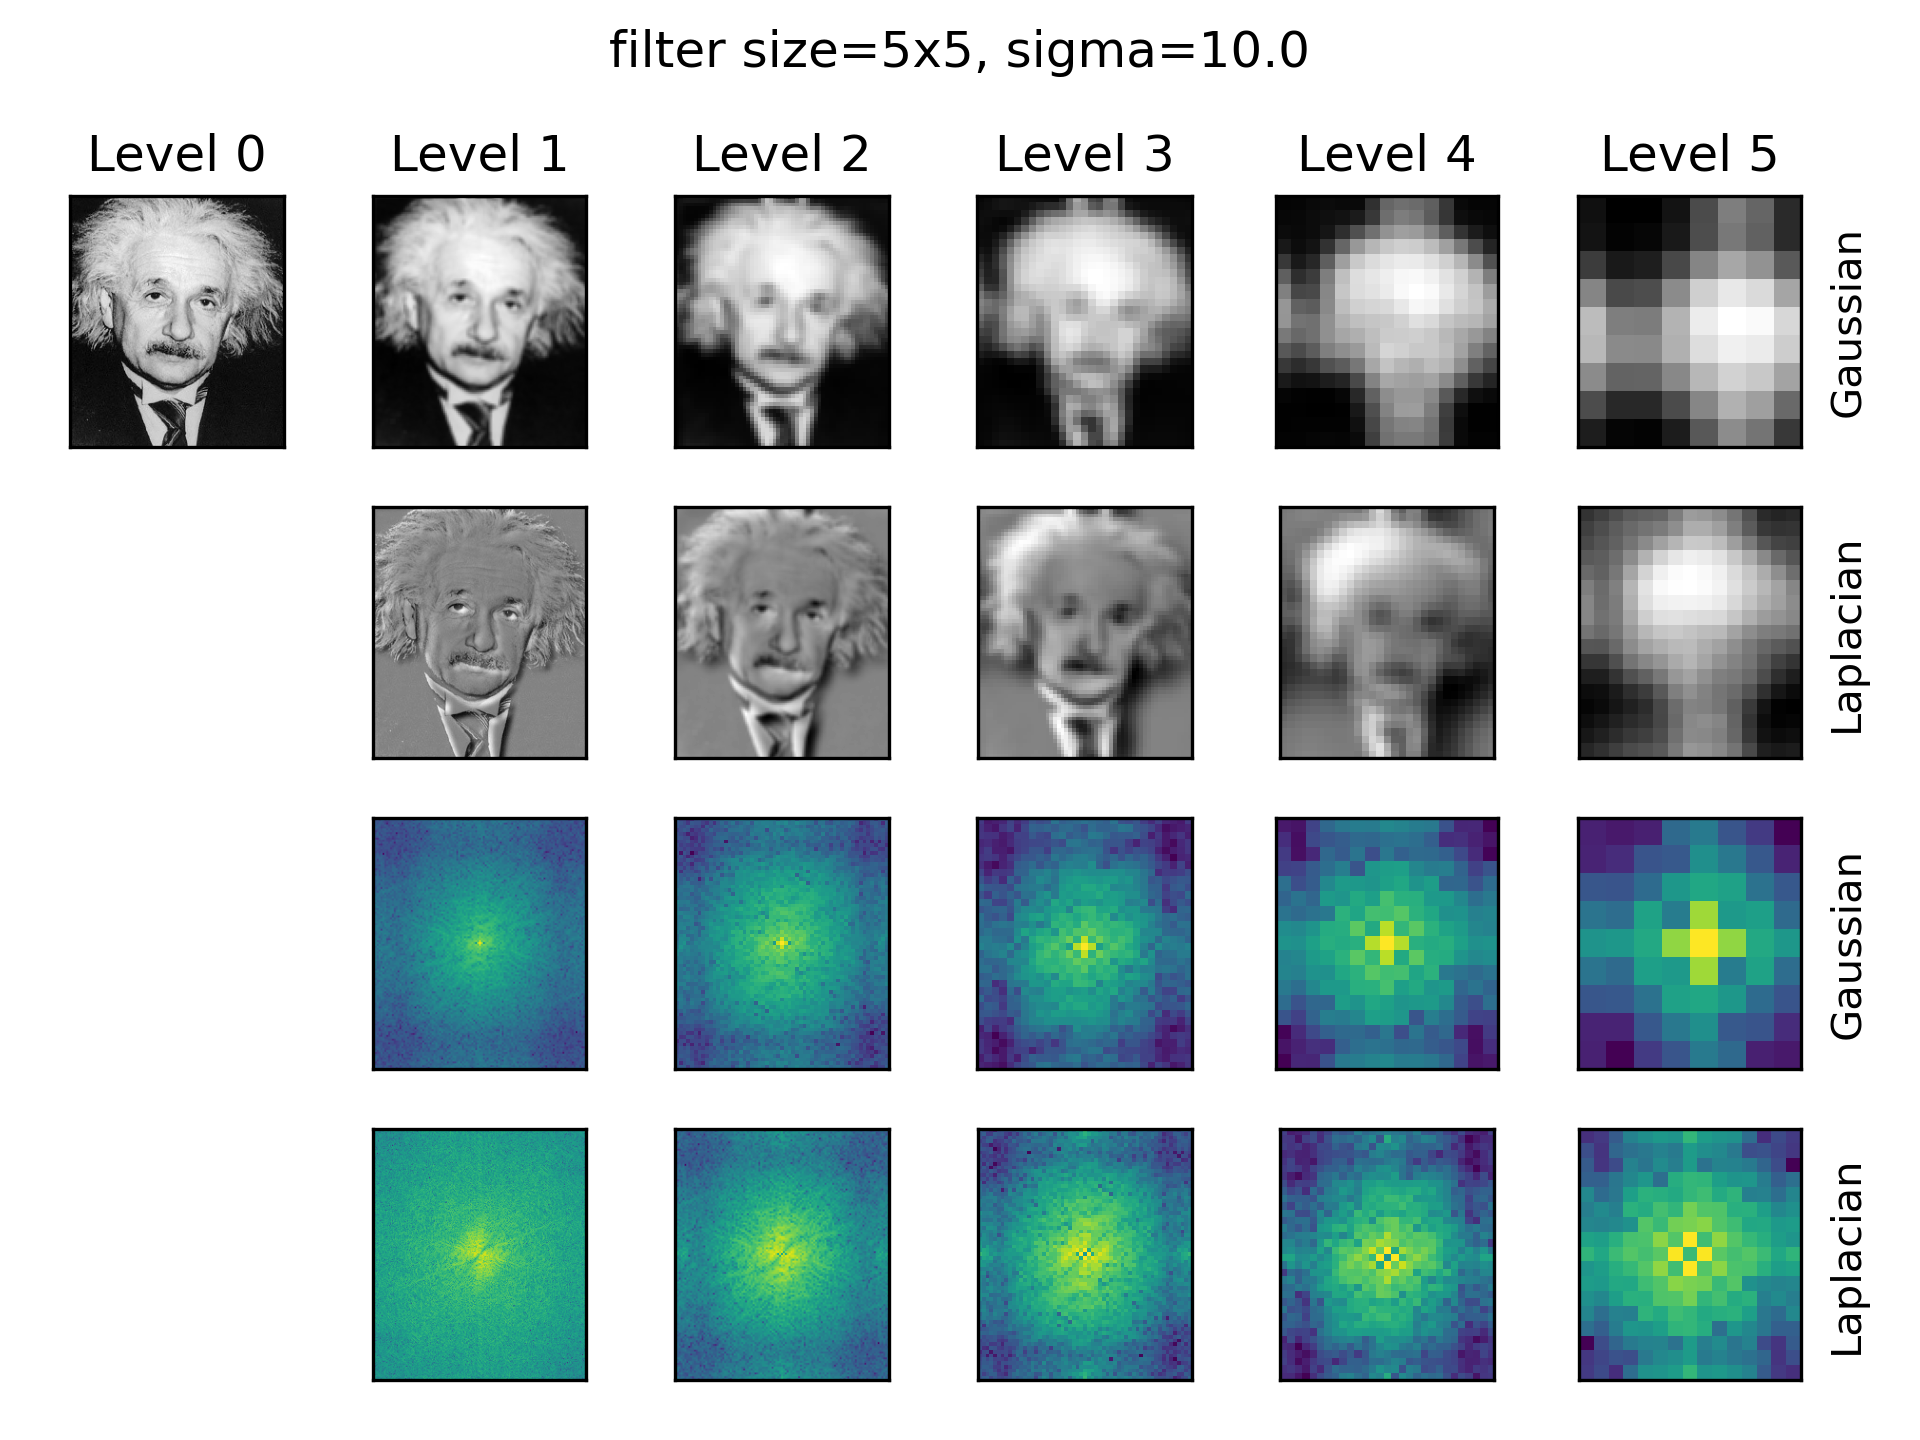 filter size=5x5, sigma=10.0
Level 0
Level 1
Level 2
Level 3
Level 4
Level 5
Gaussian
Laplacian
Gaussian
Laplacian